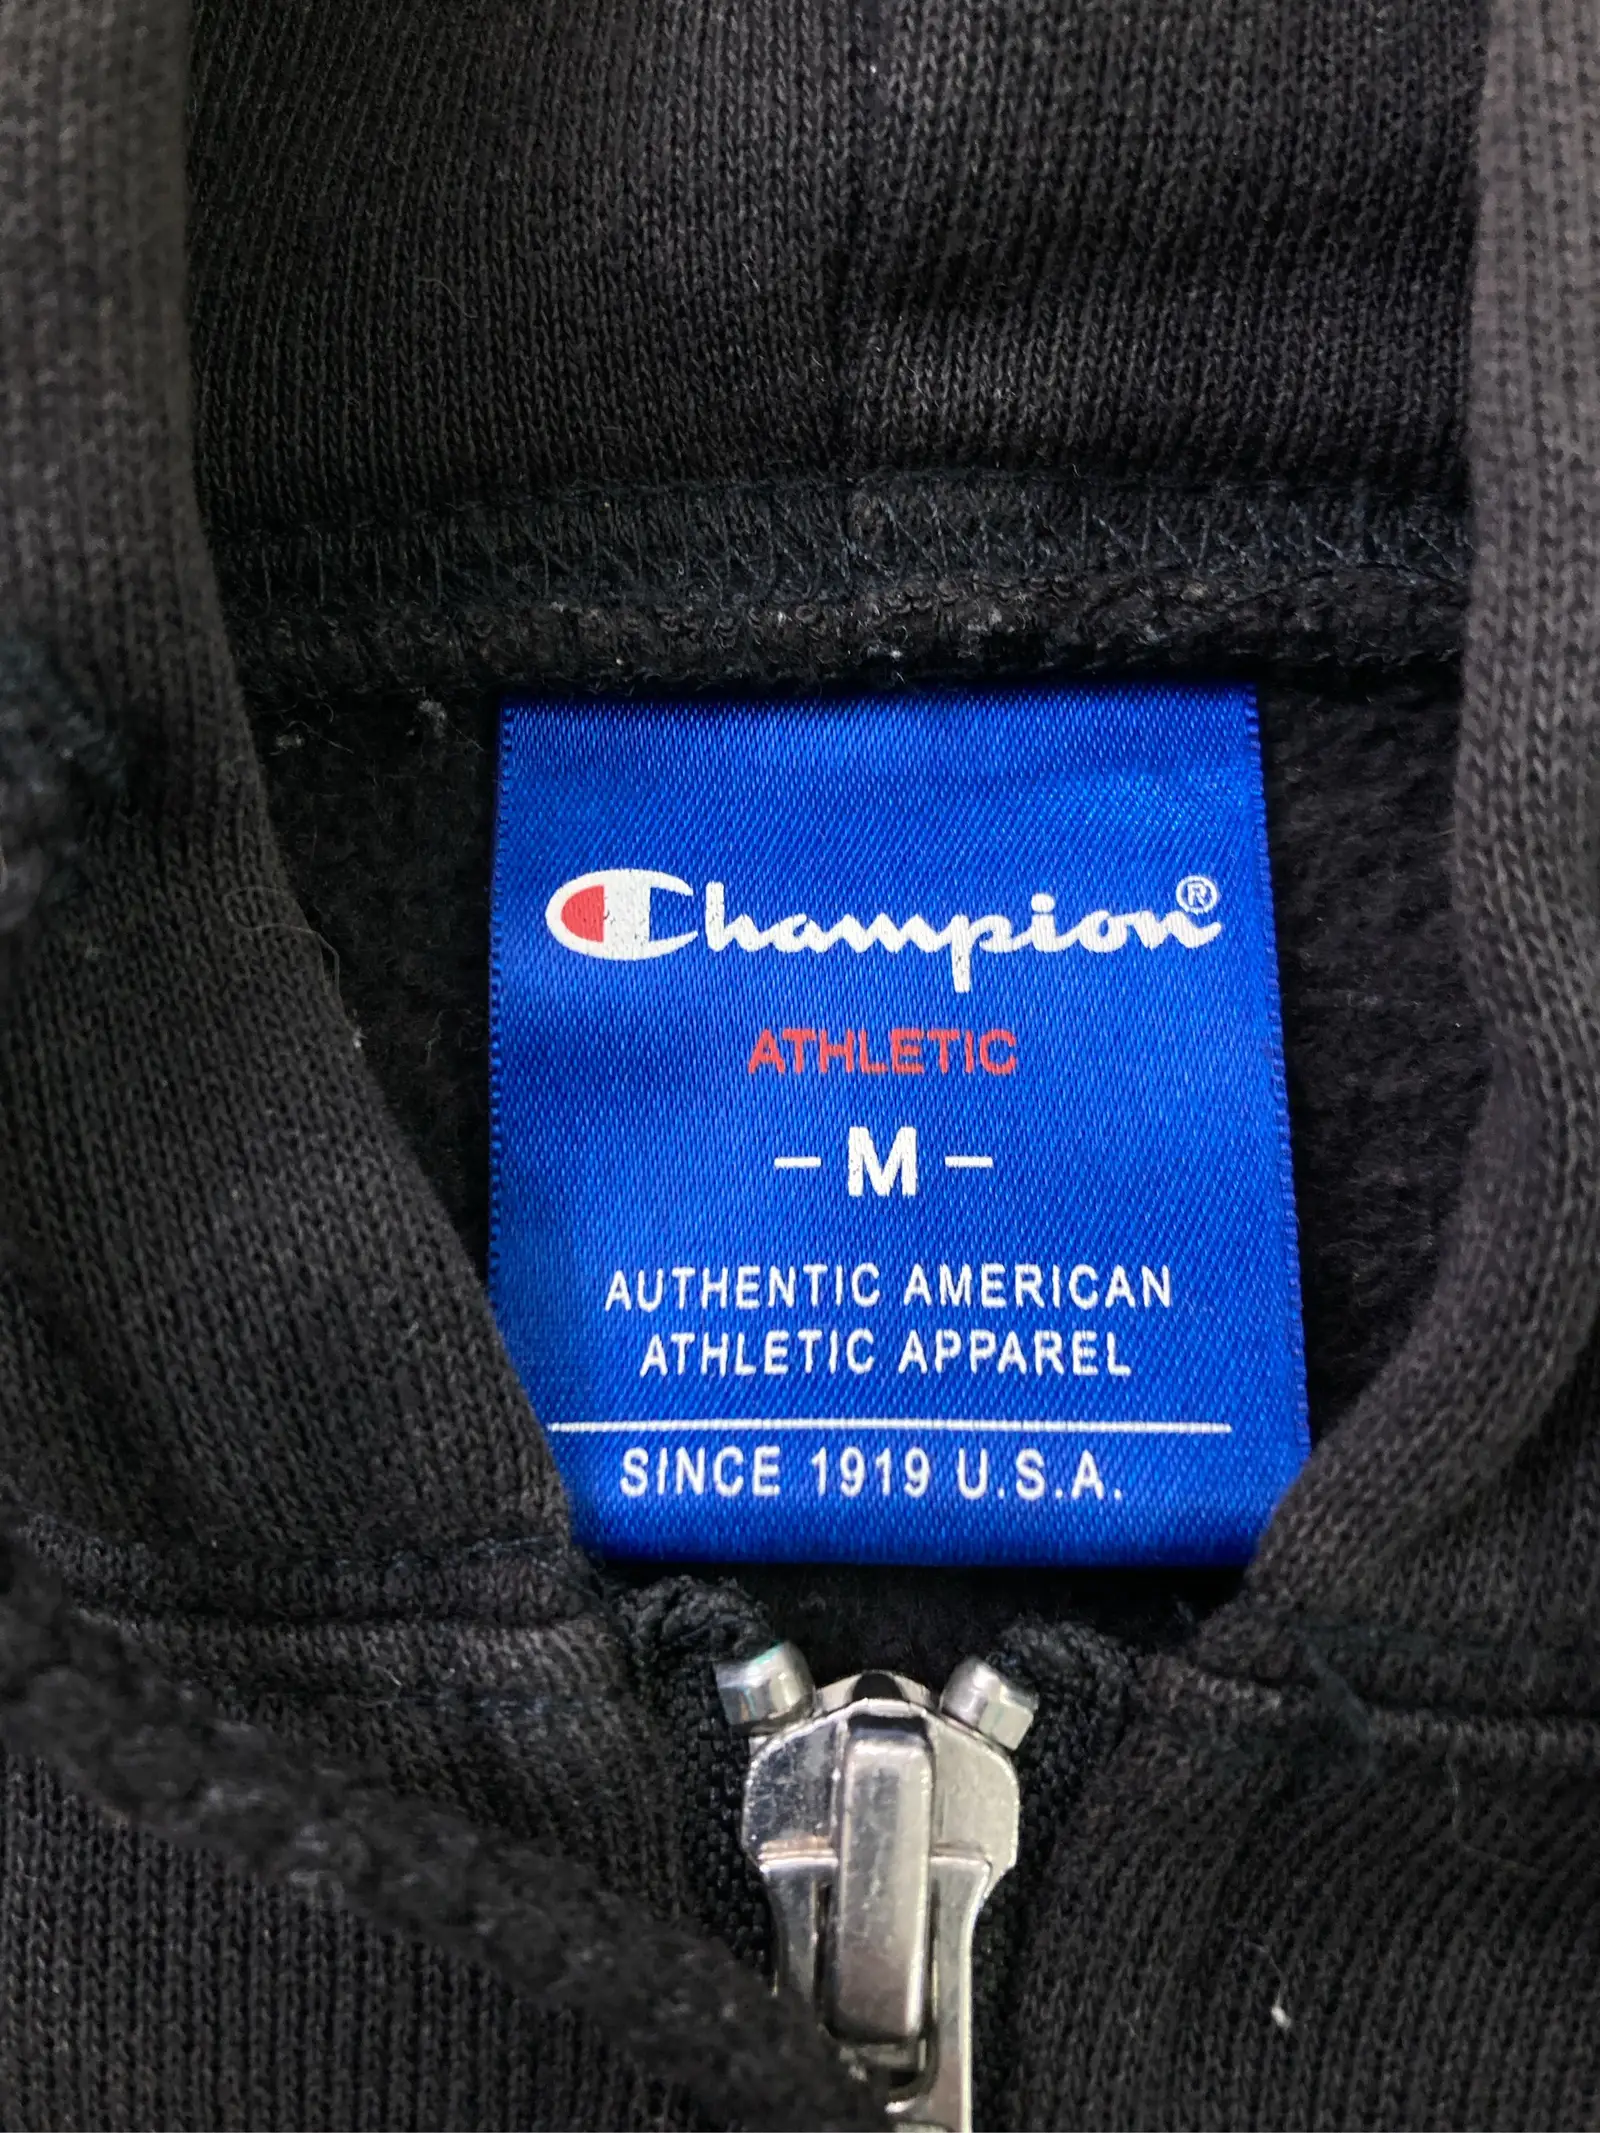 Champion®
ATHLETIC
- M -
AUTHENTIC AMERICAN
ATHLETIC APPAREL
SINCE 1919 U.S.A.